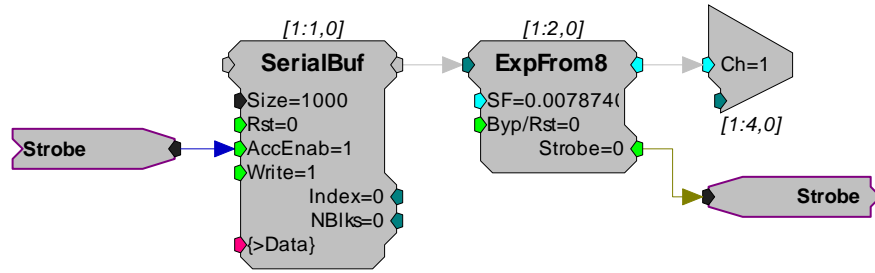 [1:1,0]
[1:2,0]
SerialBuf
ExpFrom8
Ch=1
Size=1000
SF=0.0078740
Rst=0
Byp/Rst=0
[1:4,0]
Strobe
AccEnab=1
Strobe=0
Write=1
Index=0
Strobe
NBlks=0
{>Data}